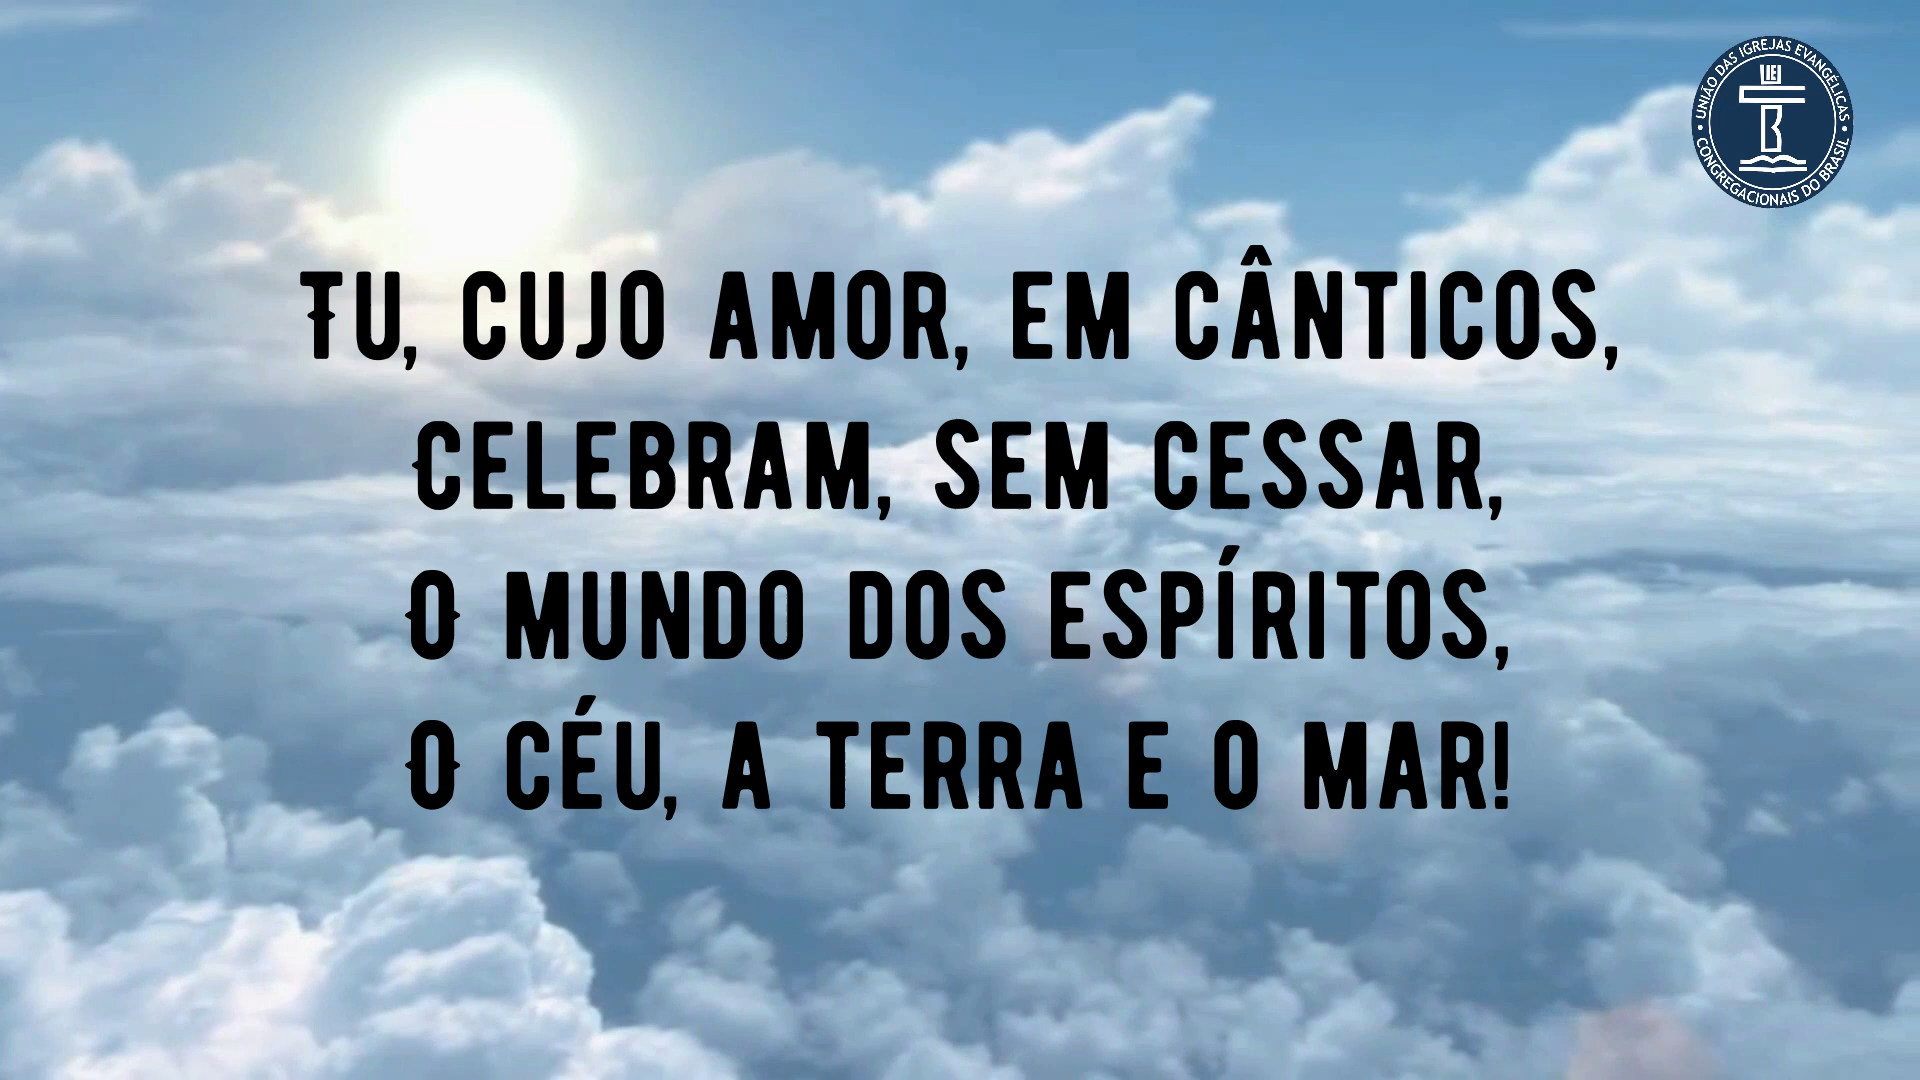 UNIÃO DAS IGREJAS EVANGÉLICAS
CONGREGACIONAIS DO BRASIL
TU, CUJO AMOR, EM CÂNTICOS,
CELEBRAM, SEM CESSAR,
O MUNDO DOS ESPÍRITOS,
O CÉU, A TERRA E O MAR!